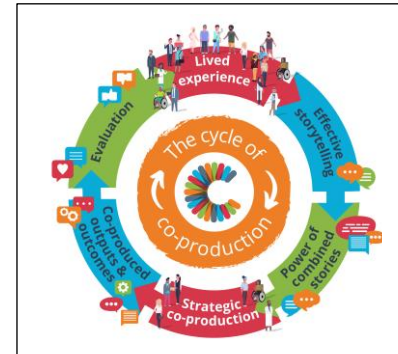 Lived
experience
Effective
storytelling
Power of
combined
stories
Strategic
co-production
Co-produced
outputs &
outcomes
Evaluation
The cycle of
co-production